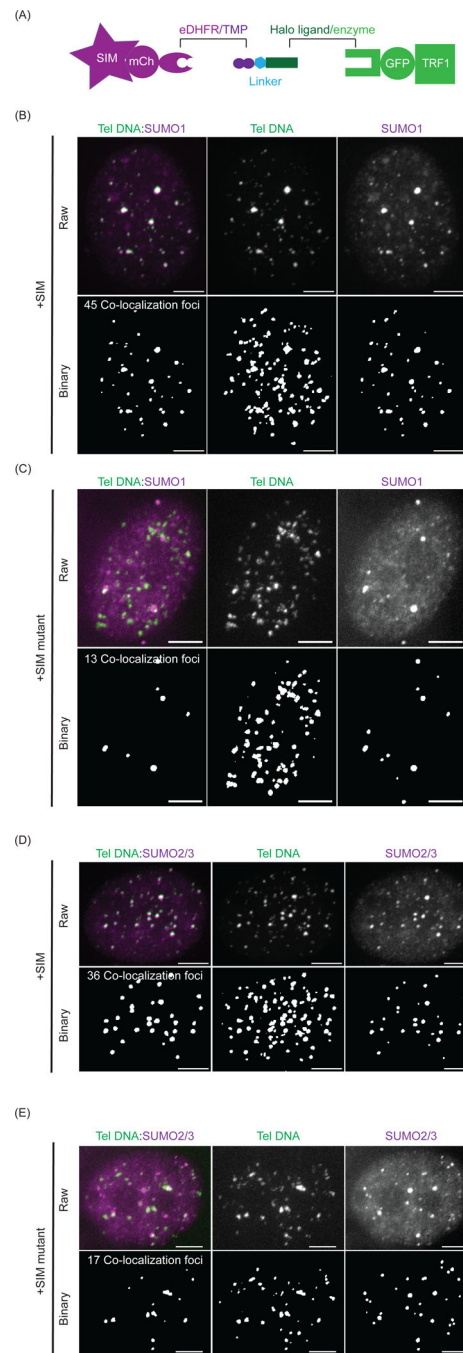 (A)
eDHFR/TMP
Halo ligand/enzyme
SIM
mCh
GFP
TRF1
Linker
(B)
Tel DNA:SUMO1
Tel DNA
SUMO1
+SIM
Raw
Binary
45 Co-localization foci
(C)
Tel DNA:SUMO1
Tel DNA
SUMO1
+SIM mutant
Raw
Binary
13 Co-localization foci
(D)
Tel DNA:SUMO2/3
Tel DNA
SUMO2/3
+SIM
Raw
Binary
36 Co-localization foci
(E)
Tel DNA:SUMO2/3
Tel DNA
SUMO2/3
+SIM mutant
Raw
Binary
17 Co-localization foci